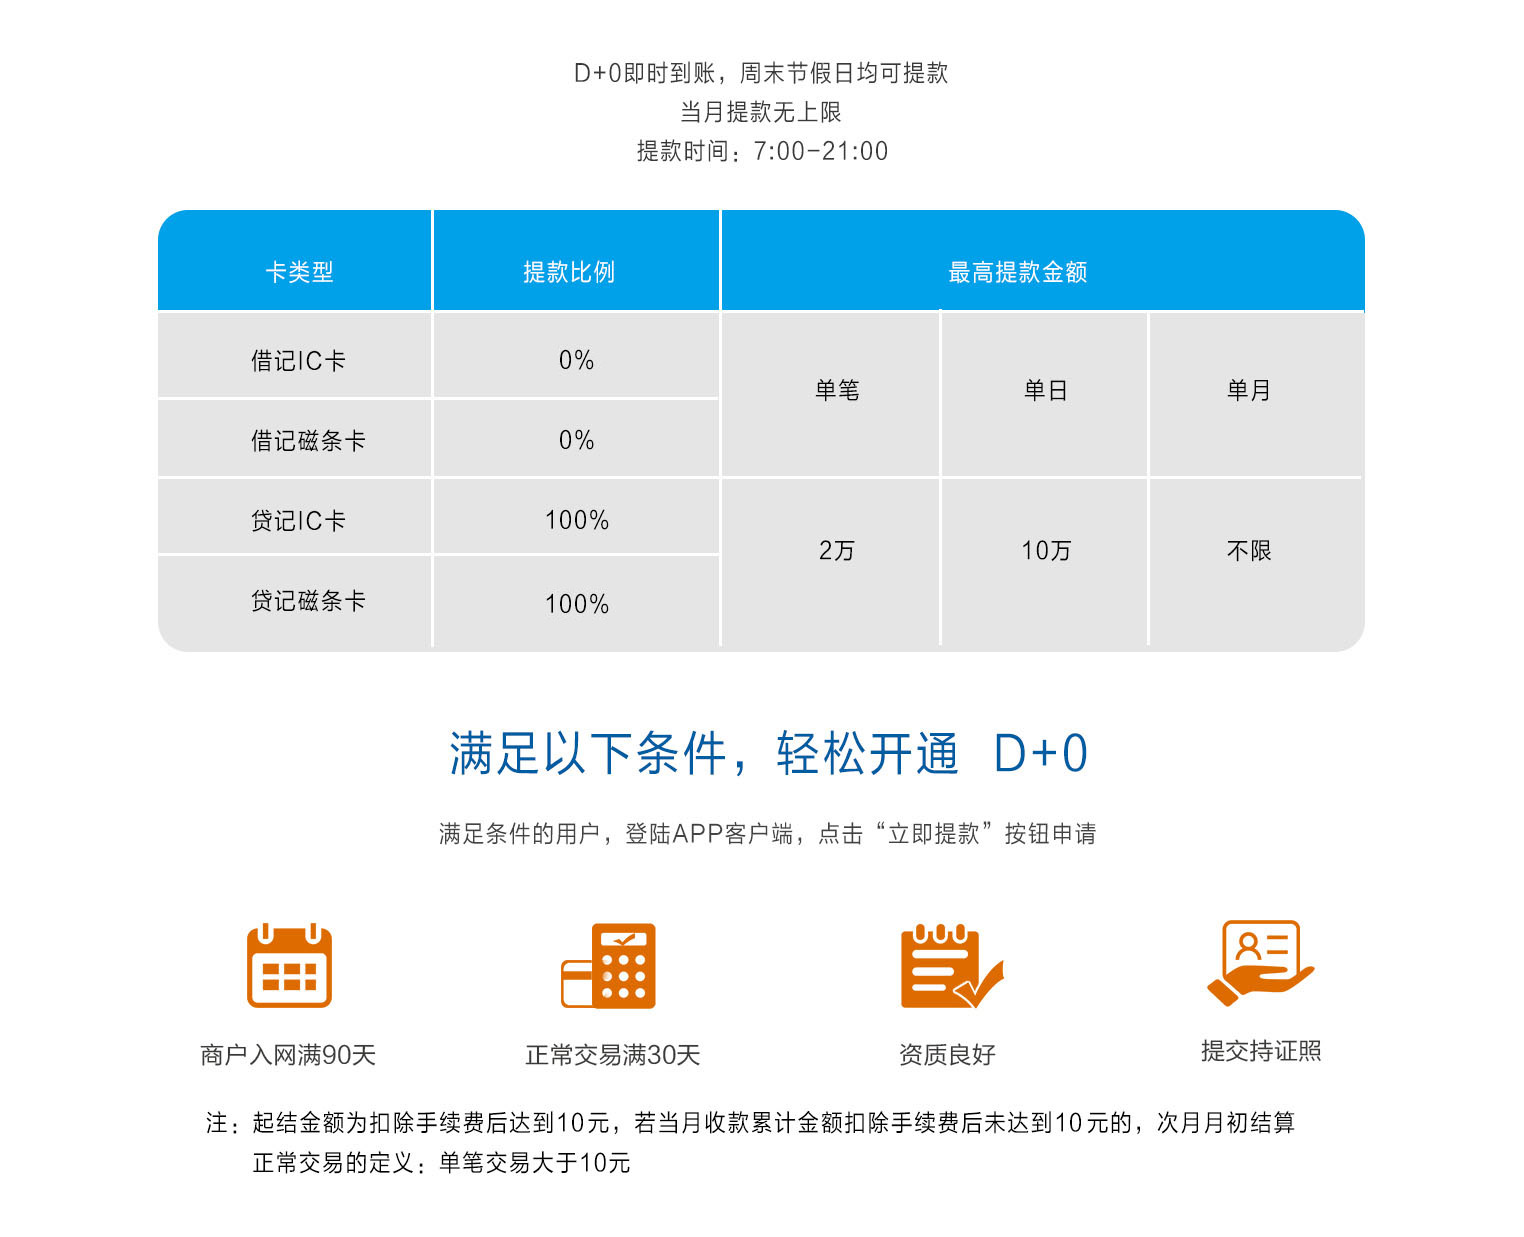 D+0即时到账，周末节假日均可提款
当月提款无上限
提款时间：7:00-21:00
卡类型 提款比例 最高提款金额
借记IC卡 0%
单笔 单日 单月
借记磁条卡 0%
贷记IC卡 100%
2万 10万 不限
贷记磁条卡 100%
满足以下条件，轻松开通 D+0
满足条件的用户，登陆APP客户端，点击“立即提款”按钮申请
商户入网满90天 正常交易满30天 资质良好 提交持证照
注：起结金额为扣除手续费后达到10元，若当月收款累计金额扣除手续费后未达到10元的，次月月初结算
正常交易的定义：单笔交易大于10元